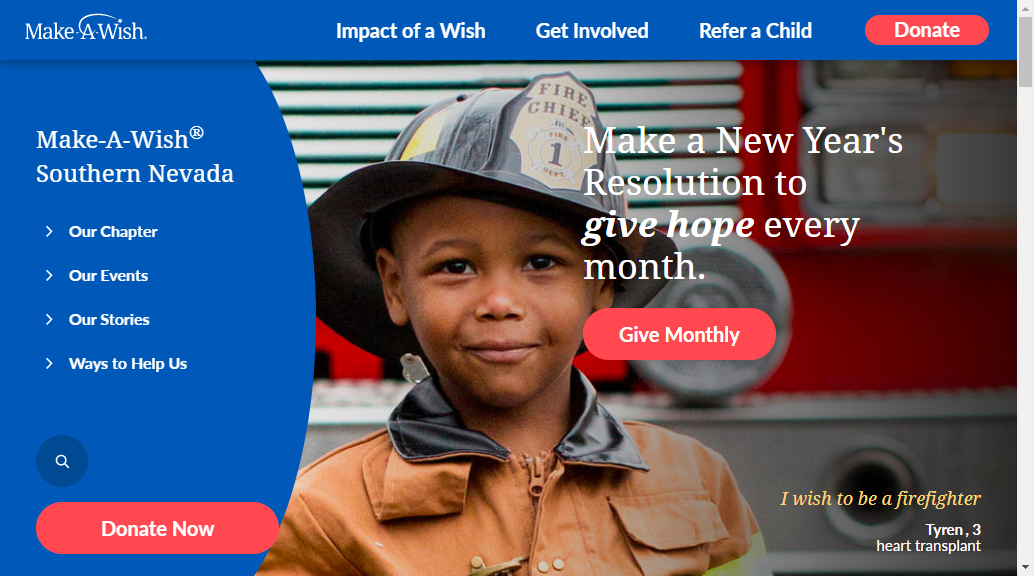 Make-A-Wish.
Impact of a Wish
Get Involved
Refer a Child
Donate
Make-A-Wish®
Southern Nevada
Our Chapter
Our Events
Our Stories
Ways to Help Us
Donate Now
FIRE
CHIEF
FIRE
1
DEPT.
Make a New Year's
Resolution to
give hope every
month.
Give Monthly
I wish to be a firefighter
Tyren , 3
heart transplant